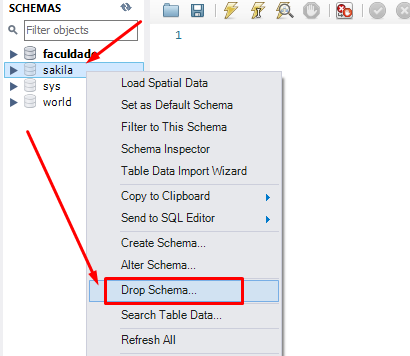 SCHEMAS
Filter objects
faculdade
sakila
sys
world
1
Load Spatial Data
Set as Default Schema
Filter to This Schema
Schema Inspector
Table Data Import Wizard
Copy to Clipboard
Send to SQL Editor
Create Schema...
Alter Schema...
Drop Schema...
Search Table Data...
Refresh All